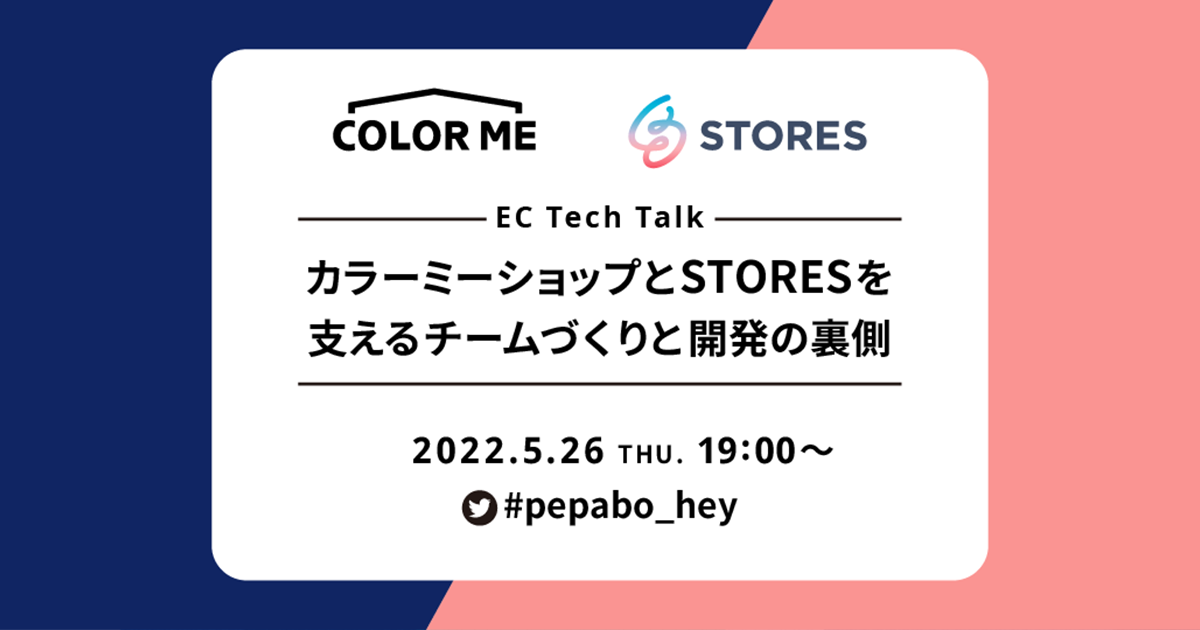 COLOR ME
STORES
EC Tech Talk
カラーミーショップとSTORESを
支えるチームづくりと開発の裏側
2022.5.26 THU. 19:00〜
#pepabo_hey